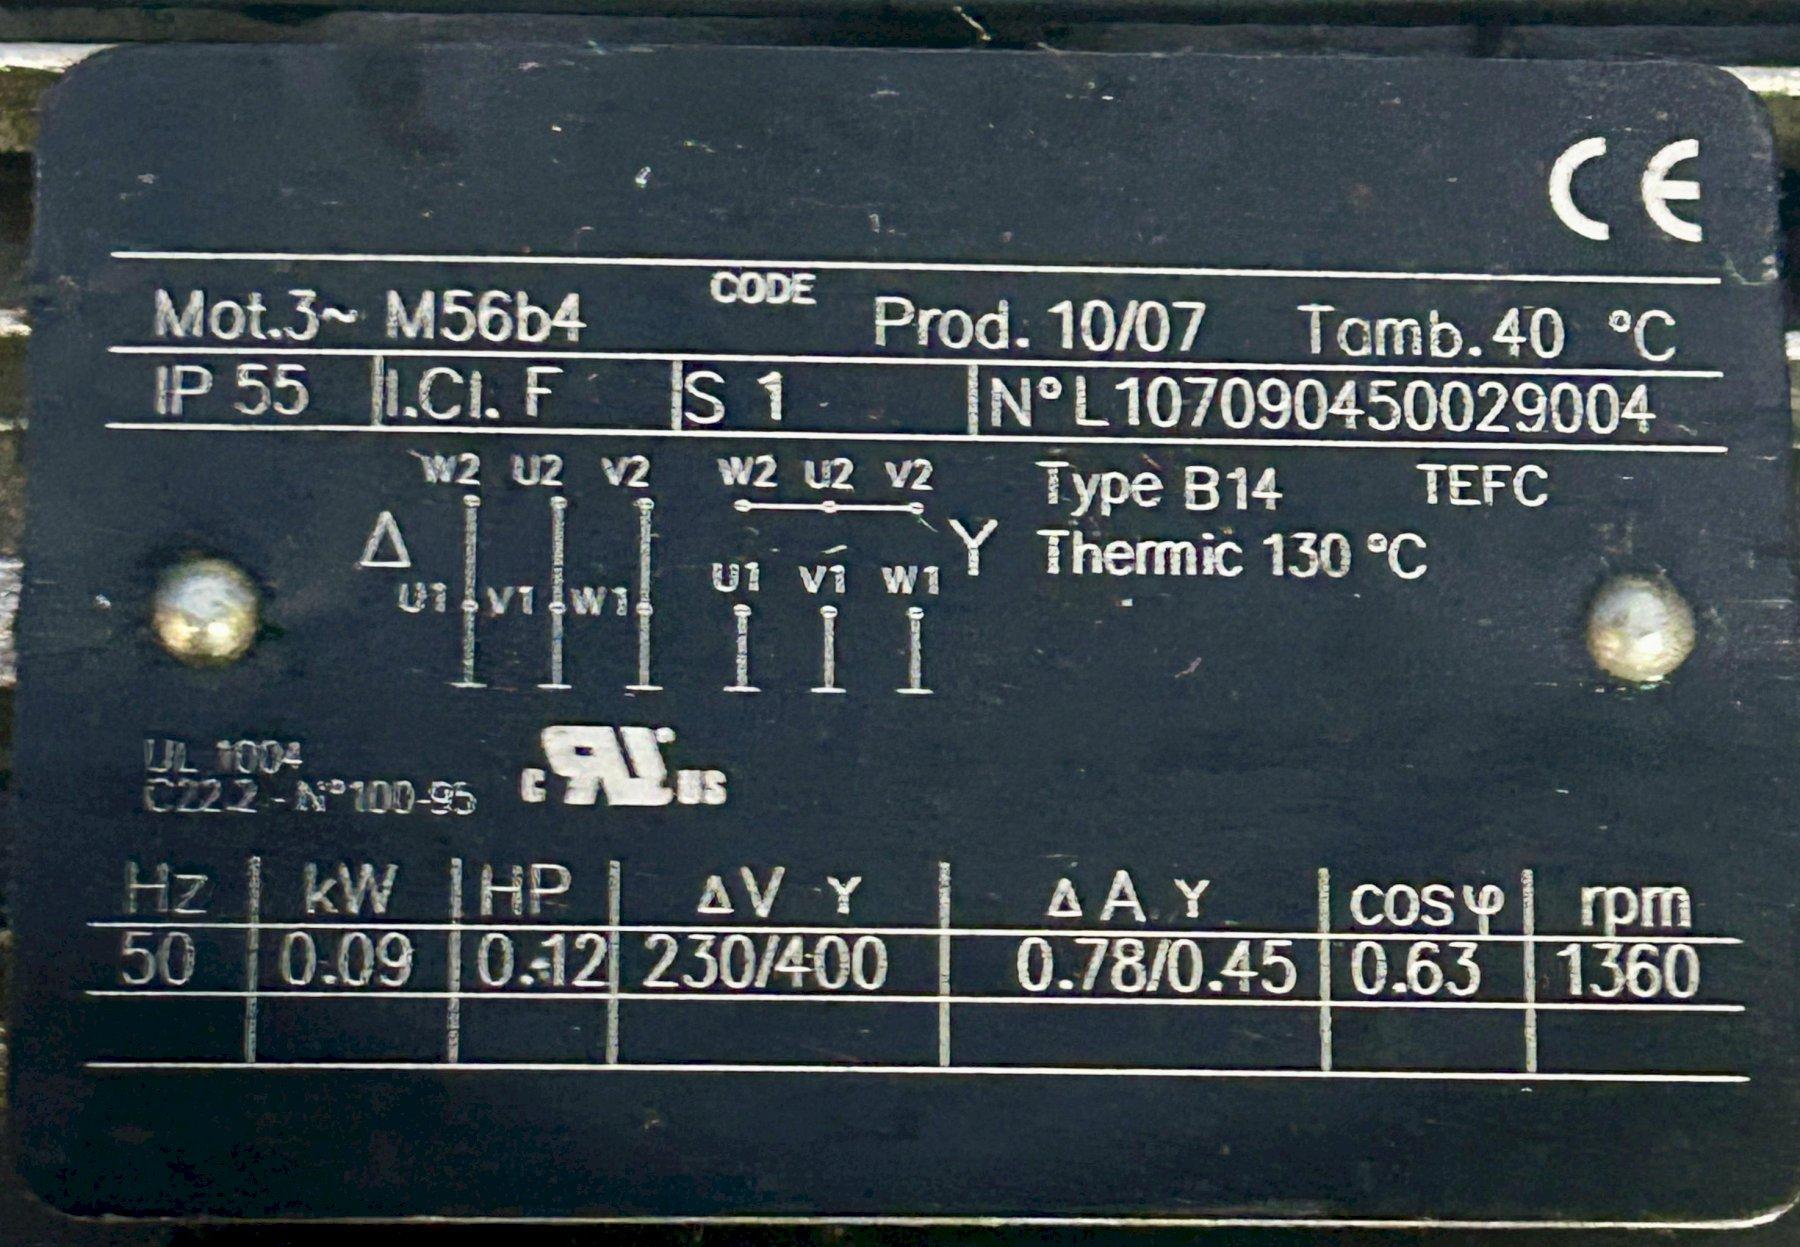 CE
CODE
Mot.3~ M56b4 Prod. 10/07 Tamb. 40 °C
IP 55 I.Cl. F S 1 N° L107090450029004
W2 U2 V2 W2 U2 V2 Type B14 TEFC
Δ Y Thermic 130 °C
U1 V1 W1 U1 V1 W1
UL 1004
C22.2 - N° 100-95 c RU US
Hz kW HP Δ V Y Δ A Y cosφ rpm
50 0.09 0.12 230/400 0.78/0.45 0.63 1360